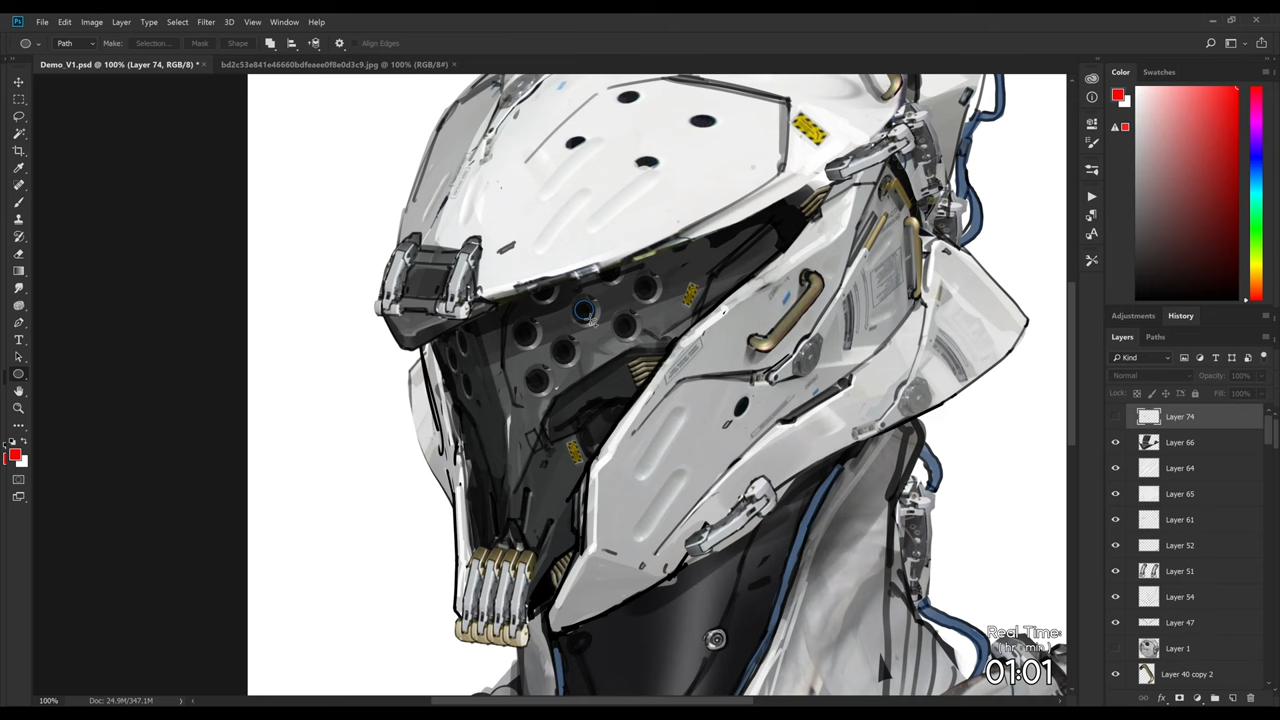 Ps File Edit Image Layer Type Select Filter 3D View Window Help
Path Make: Selection... Mask Shape Align Edges
Demo_V1.psd @ 100% (Layer 74, RGB/8) * × bd2c53e841e46660bdfeaee0f8e0d3c9.jpg @ 100% (RGB/8#) ×
Color Swatches
Adjustments History
Layers Paths
Kind
Normal Opacity: 100%
Lock: Fill: 100%
Layer 74
Layer 66
Layer 64
Layer 65
Layer 61
Layer 52
Layer 51
Layer 54
Layer 47
Layer 1
Layer 40 copy 2
Real Time:
( hr : min )
01:01
100% Doc: 24.9M/347.1M